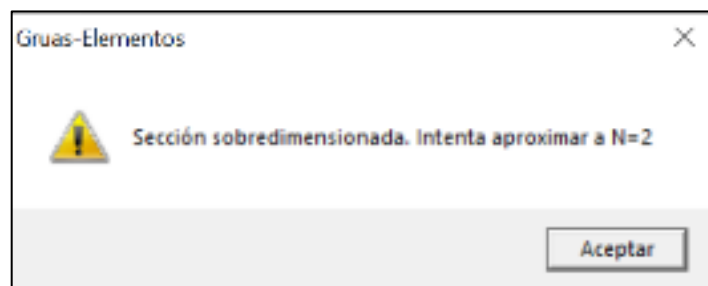 Gruas-Elementos
Sección sobredimensionada. Intenta aproximar a N=2
Aceptar